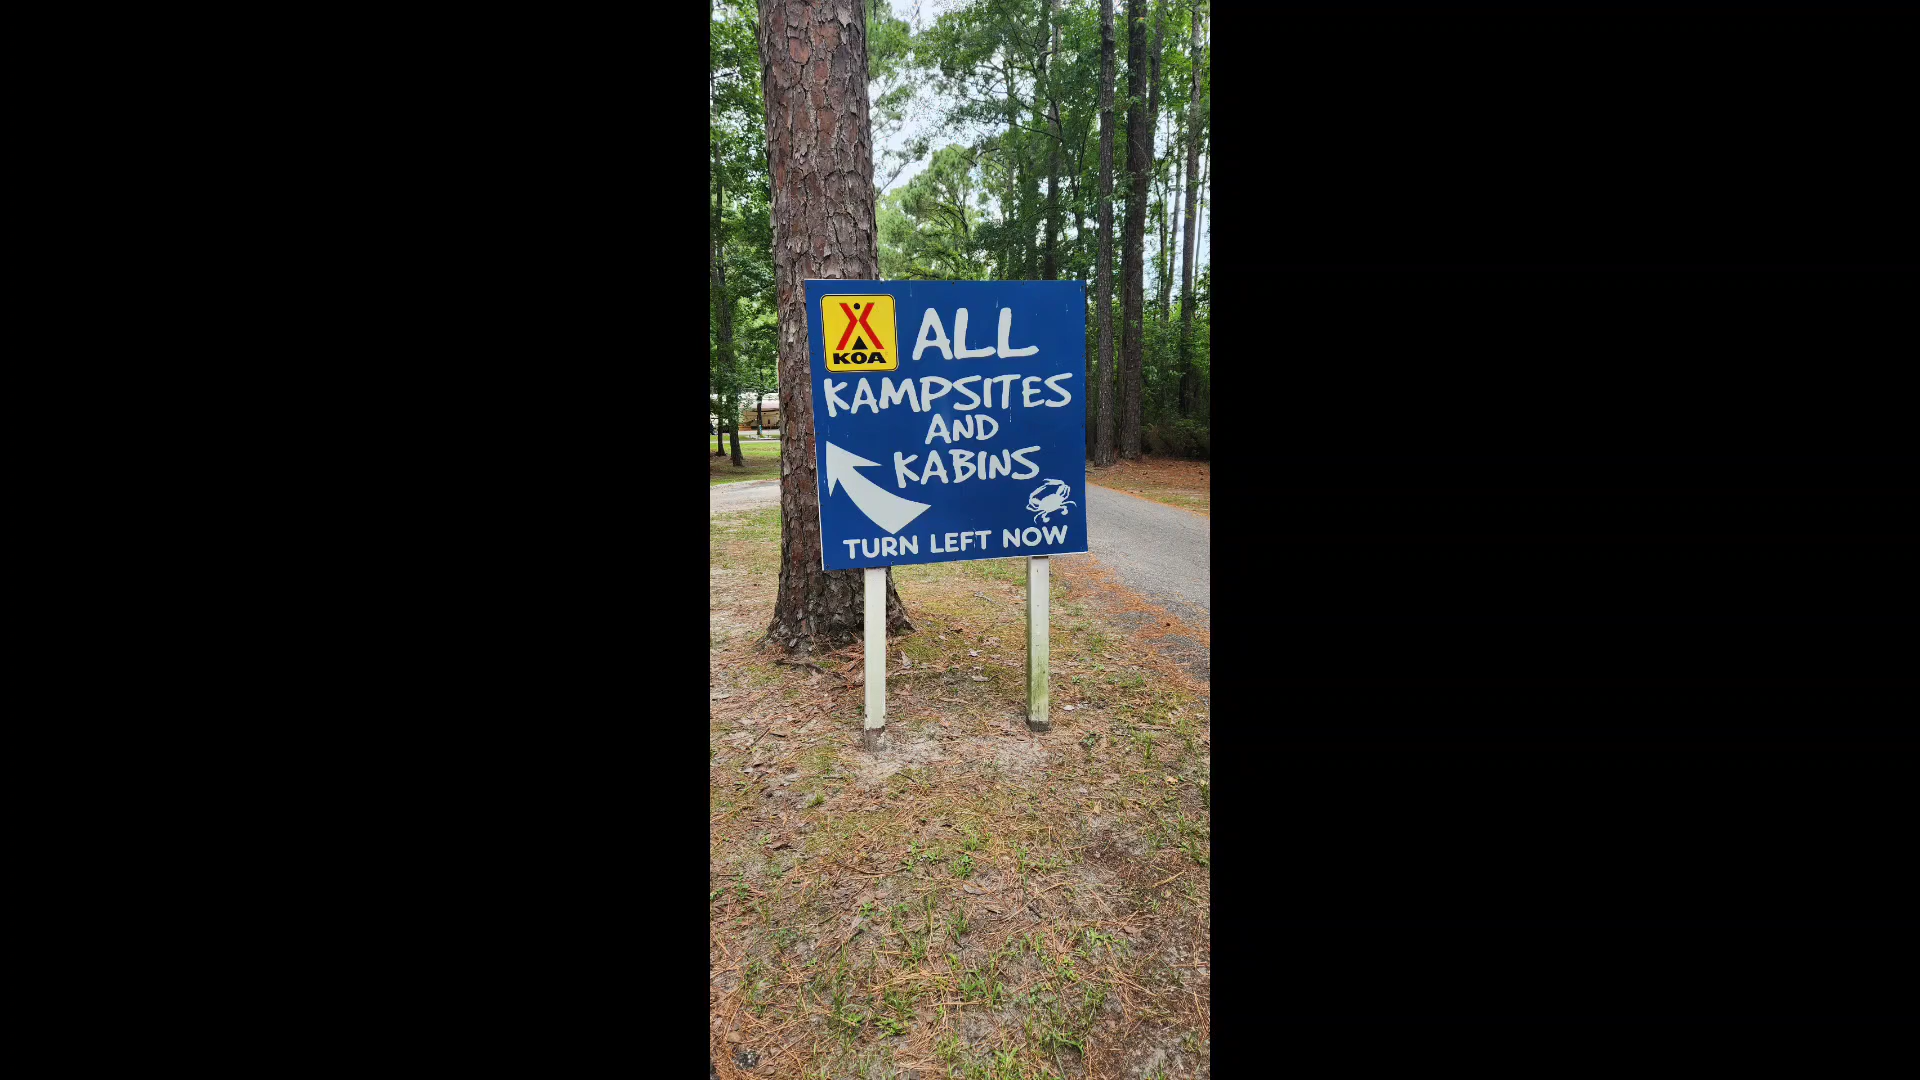 KOA
ALL
KAMPSITES
AND
KABINS
TURN LEFT NOW